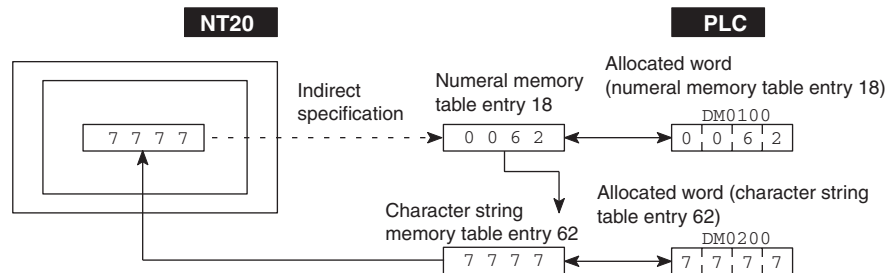 NT20
PLC
Allocated word
(numeral memory table entry 18)
Indirect
specification
Numeral memory
table entry 18
DM0100
7 7 7 7
0 0 6 2
0 0 6 2
Allocated word (character string
table entry 62)
Character string
memory table entry 62
DM0200
7 7 7 7
7 7 7 7